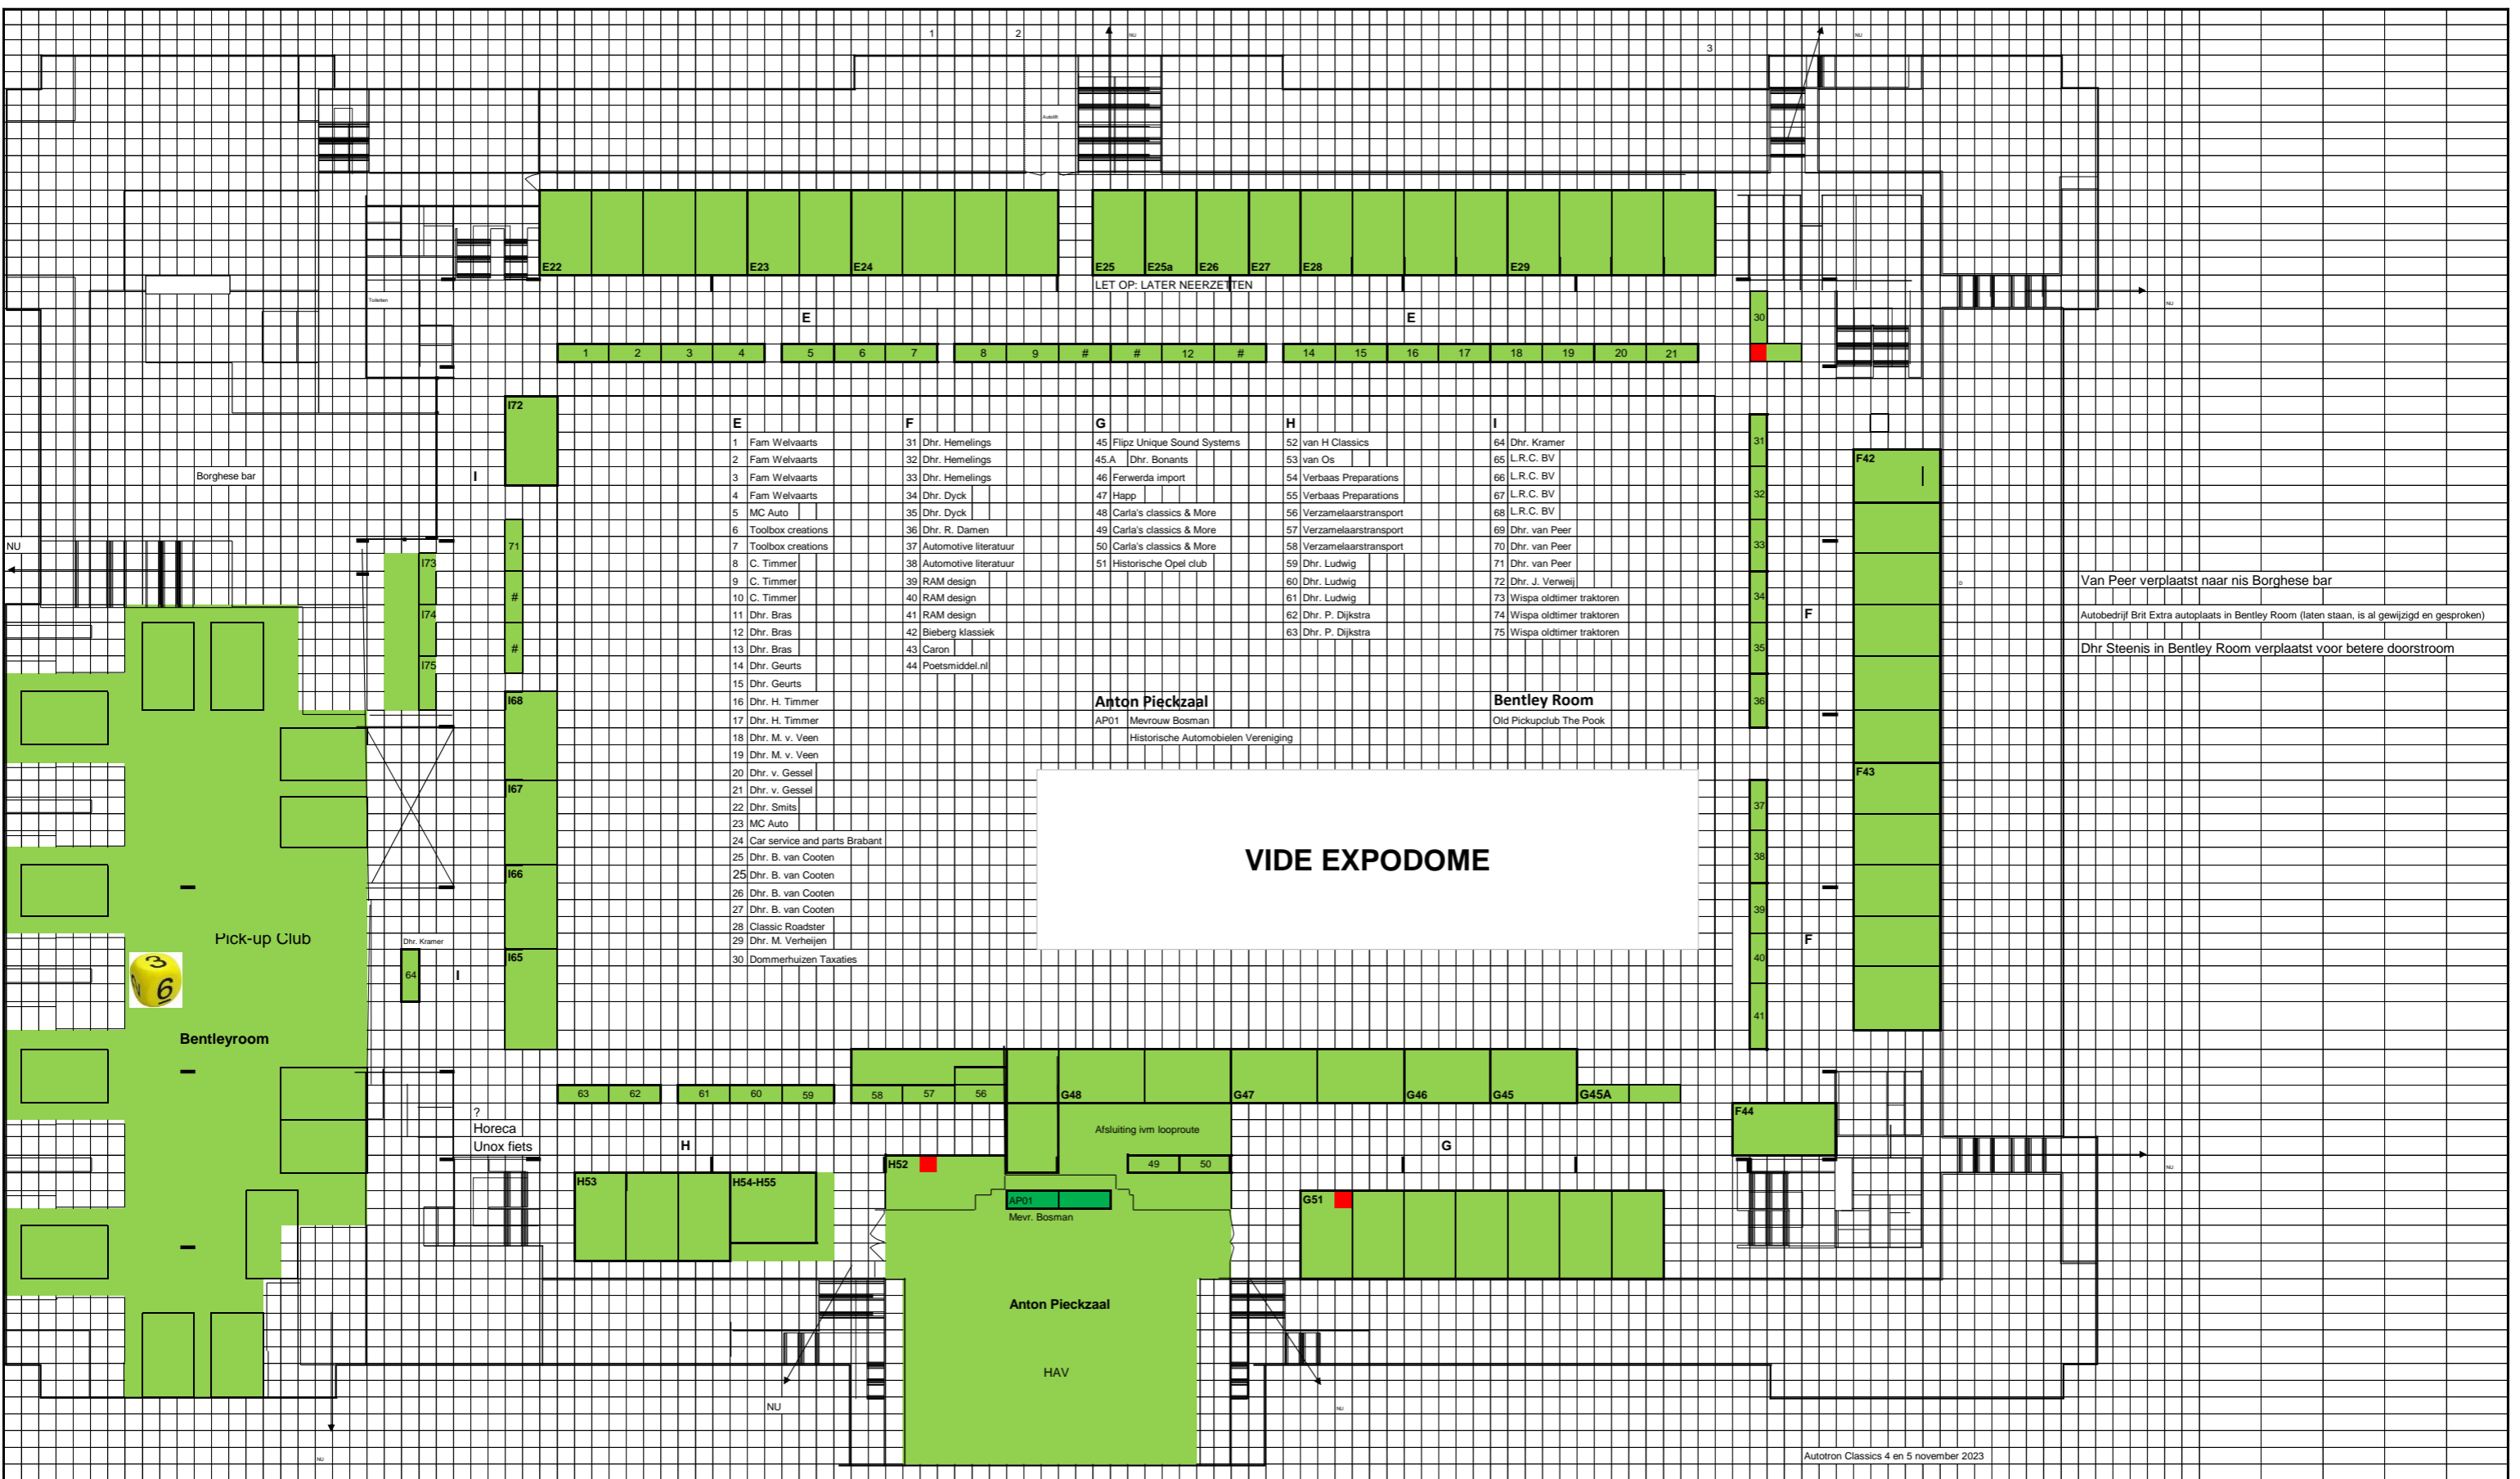 1 2 NU NU
3
Autolift
E22 E23 E24 E25 E25a E26 E27 E28 E29
LET OP: LATER NEERZETTEN
Toiletten
NU
E E
30
1 2 3 4 5 6 7 8 9 # # 12 # 14 15 16 17 18 19 20 21
I72
I
Borghese bar
NU
71
#
#
I73
I74
I75
I68
I67
I66
I65
Pick-up Club
Bentleyroom
3
6
Dhr. Kramer
64
I
E
1 Fam Welvaarts
2 Fam Welvaarts
3 Fam Welvaarts
4 Fam Welvaarts
5 MC Auto
6 Toolbox creations
7 Toolbox creations
8 C. Timmer
9 C. Timmer
10 C. Timmer
11 Dhr. Bras
12 Dhr. Bras
13 Dhr. Bras
14 Dhr. Geurts
15 Dhr. Geurts
16 Dhr. H. Timmer
17 Dhr. H. Timmer
18 Dhr. M. v. Veen
19 Dhr. M. v. Veen
20 Dhr. v. Gessel
21 Dhr. v. Gessel
22 Dhr. Smits
23 MC Auto
24 Car service and parts Brabant
25 Dhr. B. van Cooten
25 Dhr. B. van Cooten
26 Dhr. B. van Cooten
27 Dhr. B. van Cooten
28 Classic Roadster
29 Dhr. M. Verheijen
30 Dommerhuizen Taxaties
F
31 Dhr. Hemelings
32 Dhr. Hemelings
33 Dhr. Hemelings
34 Dhr. Dyck
35 Dhr. Dyck
36 Dhr. R. Damen
37 Automotive literatuur
38 Automotive literatuur
39 RAM design
40 RAM design
41 RAM design
42 Bieberg klassiek
43 Caron
44 Poetsmiddel.nl
G
45 Flipz Unique Sound Systems
45.A Dhr. Bonants
46 Ferwerda import
47 Happ
48 Carla's classics & More
49 Carla's classics & More
50 Carla's classics & More
51 Historische Opel club
H
52 van H Classics
53 van Os
54 Verbaas Preparations
55 Verbaas Preparations
56 Verzamelaarstransport
57 Verzamelaarstransport
58 Verzamelaarstransport
59 Dhr. Ludwig
60 Dhr. Ludwig
61 Dhr. Ludwig
62 Dhr. P. Dijkstra
63 Dhr. P. Dijkstra
I
64 Dhr. Kramer
65 L.R.C. BV
66 L.R.C. BV
67 L.R.C. BV
68 L.R.C. BV
69 Dhr. van Peer
70 Dhr. van Peer
71 Dhr. van Peer
72 Dhr. J. Verweij
73 Wispa oldtimer traktoren
74 Wispa oldtimer traktoren
75 Wispa oldtimer traktoren
Anton Pieckzaal
AP01 Mevrouw Bosman
Historische Automobielen Vereniging
Bentley Room
Old Pickupclub The Pook
VIDE EXPODOME
31
32
33
34
35
36
37
38
39
40
41
F
F
F42
F43
Van Peer verplaatst naar nis Borghese bar
Autobedrijf Brit Extra autoplaats in Bentley Room (laten staan, is al gewijzigd en gesproken)
Dhr Steenis in Bentley Room verplaatst voor betere doorstroom
63 62 61 60 59 58 57 56 G48 G47 G46 G45 G45A
F44
?
Horeca
Unox fiets
H
Afsluiting ivm looproute
G
H52
49 50
H53 H54-H55
AP01
Mevr. Bosman
G51
NU
Anton Pieckzaal
HAV
NU
NU
NU
Autotron Classics 4 en 5 november 2023